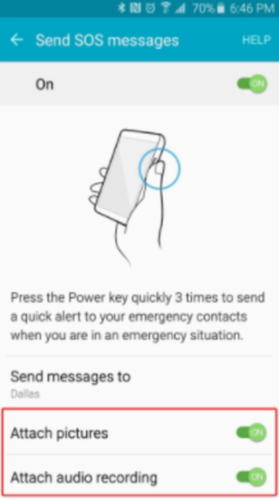 70% 6:46 PM
Send SOS messages HELP
On ON
Press the Power key quickly 3 times to send
a quick alert to your emergency contacts
when you are in an emergency situation.
Send messages to
Dallas
Attach pictures ON
Attach audio recording ON